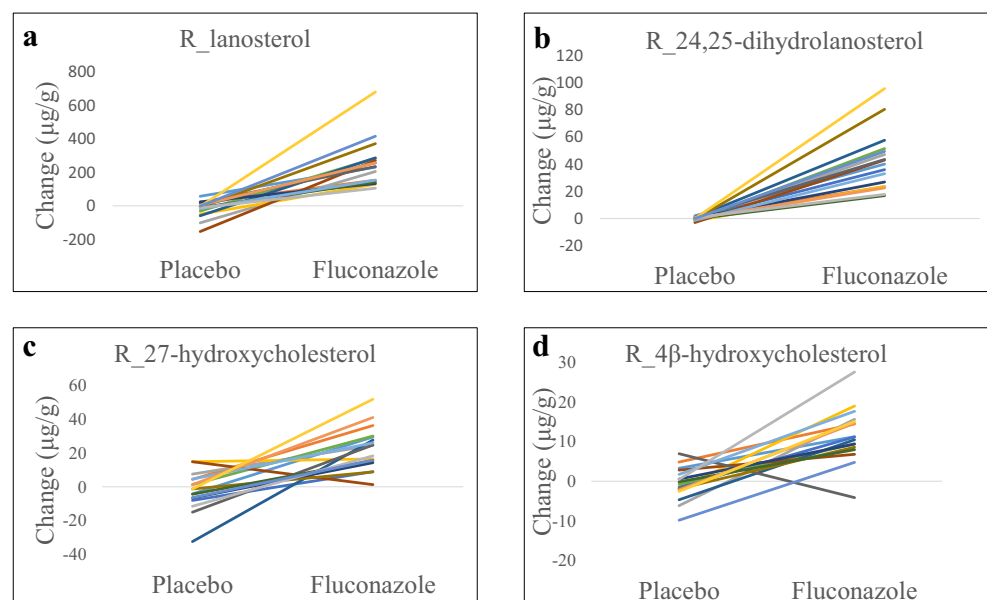 a
R_lanosterol
Change (µg/g)
800
600
400
200
0
-200
Placebo
Fluconazole
b
R_24,25-dihydrolanosterol
Change (µg/g)
120
100
80
60
40
20
0
-20
Placebo
Fluconazole
c
R_27-hydroxycholesterol
Change (µg/g)
60
40
20
0
-20
-40
Placebo
Fluconazole
d
R_4β-hydroxycholesterol
Change (µg/g)
30
20
10
0
-10
-20
Placebo
Fluconazole